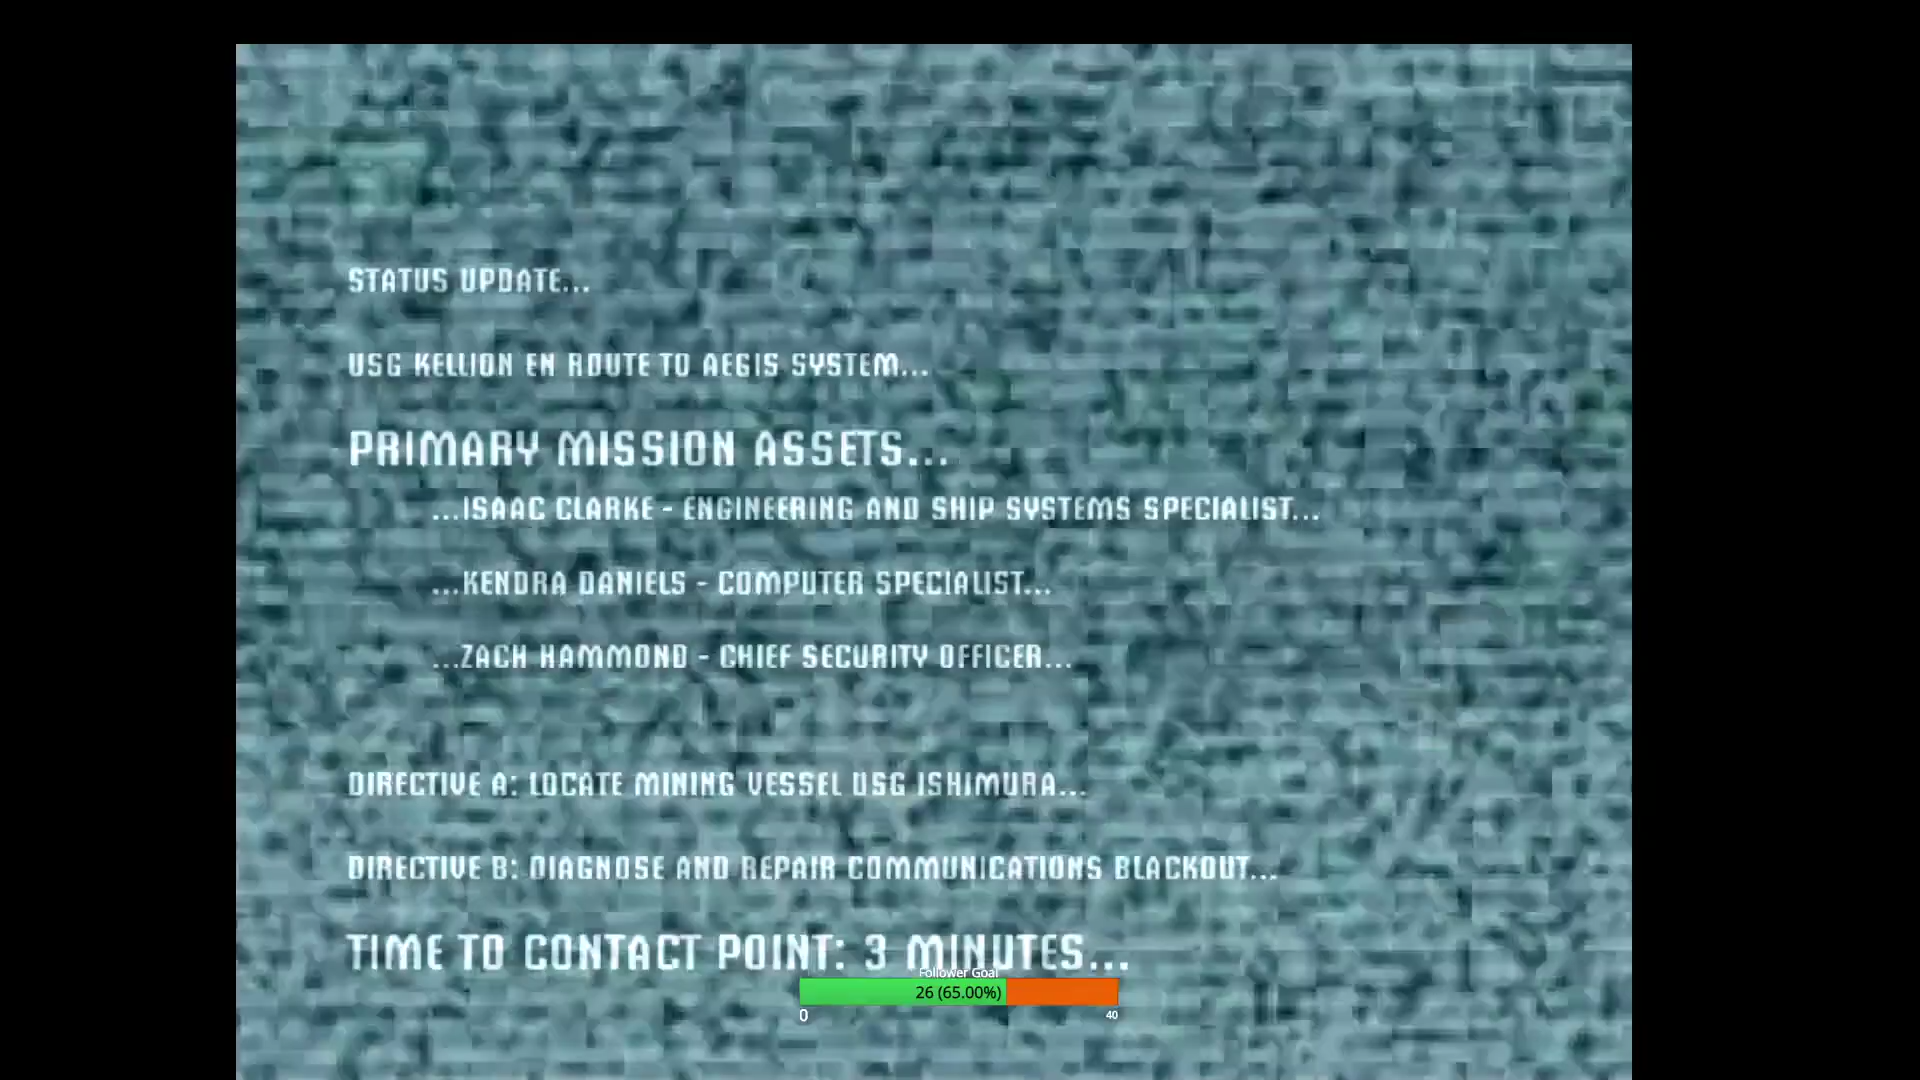 STATUS UPDATE...
USG KELLION EN ROUTE TO AEGIS SYSTEM...
PRIMARY MISSION ASSETS...
...ISAAC CLARKE - ENGINEERING AND SHIP SYSTEMS SPECIALIST...
...KENDRA DANIELS - COMPUTER SPECIALIST...
...ZACH HAMMOND - CHIEF SECURITY OFFICER...
DIRECTIVE A: LOCATE MINING VESSEL USG ISHIMURA...
DIRECTIVE B: DIAGNOSE AND REPAIR COMMUNICATIONS BLACKOUT...
TIME TO CONTACT POINT: 3 MINUTES...
Follower Goal
26 (65.00%)
0 40